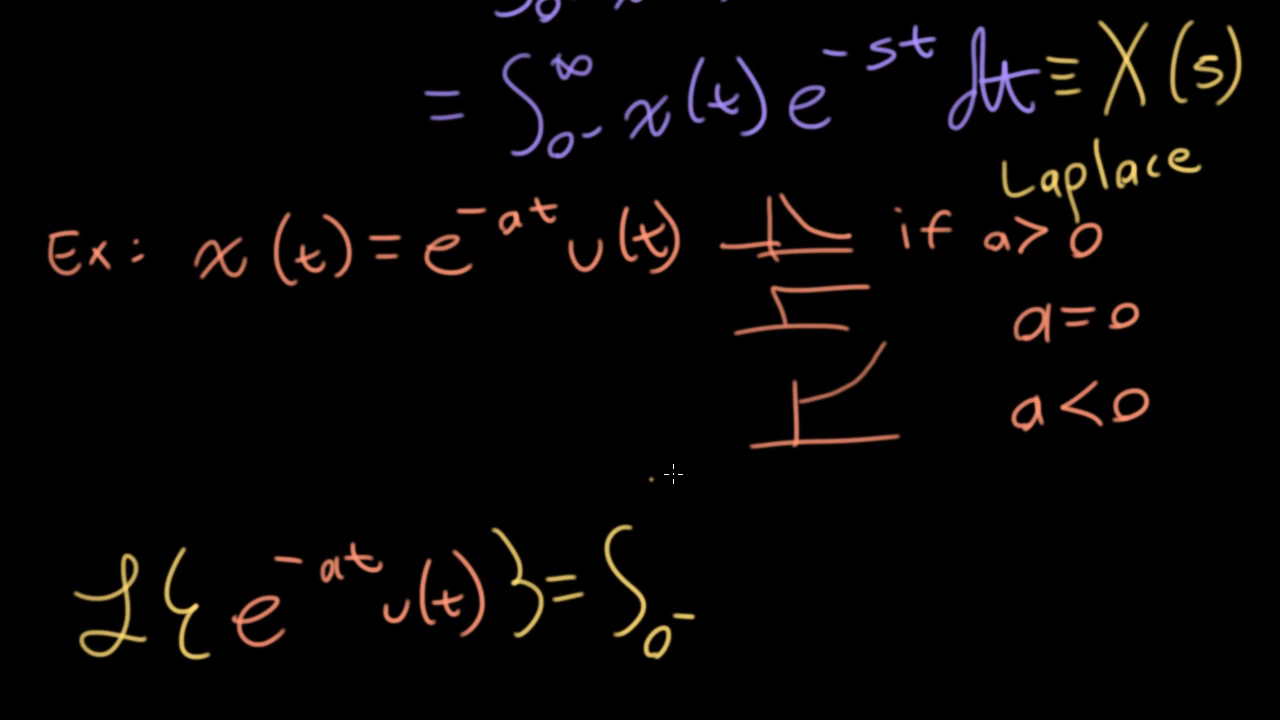 = ∫₀₋^∞ x(t) e^{-st} dt ≡ X(s)
Laplace
Ex: x(t) = e^{-at} u(t) if a > 0
a = 0
a < 0
ℒ{e^{-at} u(t)} = ∫₀₋